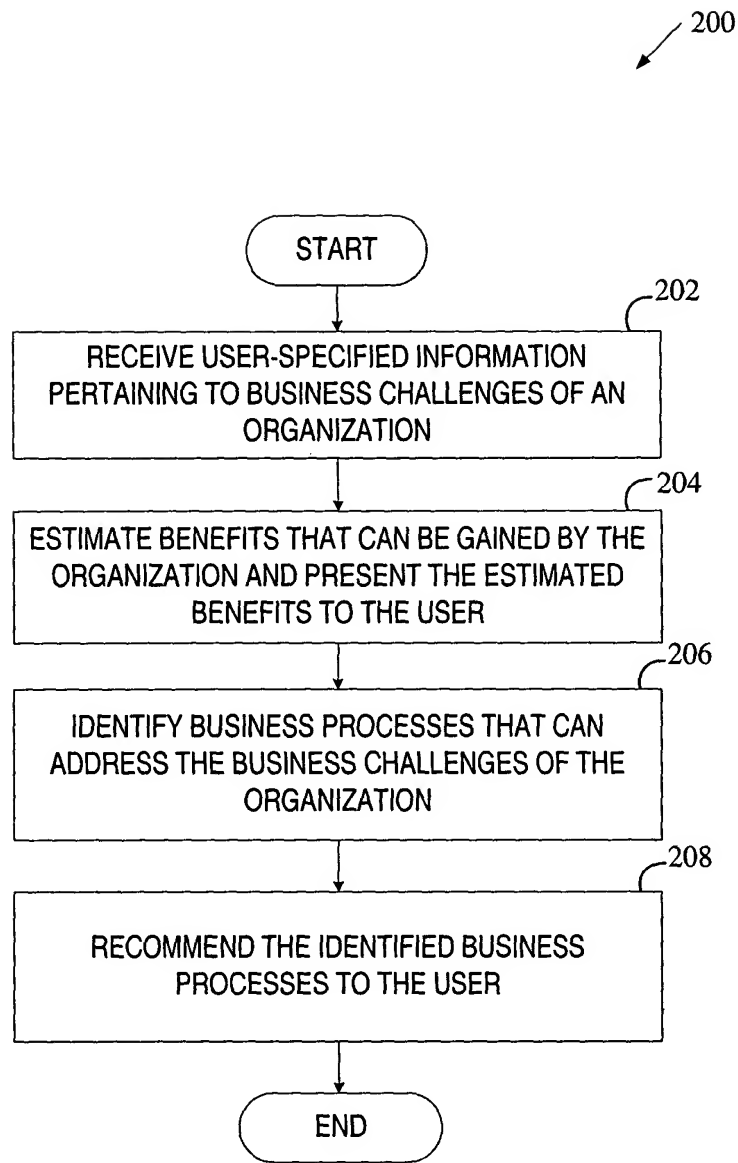 200
START
202
RECEIVE USER-SPECIFIED INFORMATION
PERTAINING TO BUSINESS CHALLENGES OF AN
ORGANIZATION
204
ESTIMATE BENEFITS THAT CAN BE GAINED BY THE
ORGANIZATION AND PRESENT THE ESTIMATED
BENEFITS TO THE USER
206
IDENTIFY BUSINESS PROCESSES THAT CAN
ADDRESS THE BUSINESS CHALLENGES OF THE
ORGANIZATION
208
RECOMMEND THE IDENTIFIED BUSINESS
PROCESSES TO THE USER
END